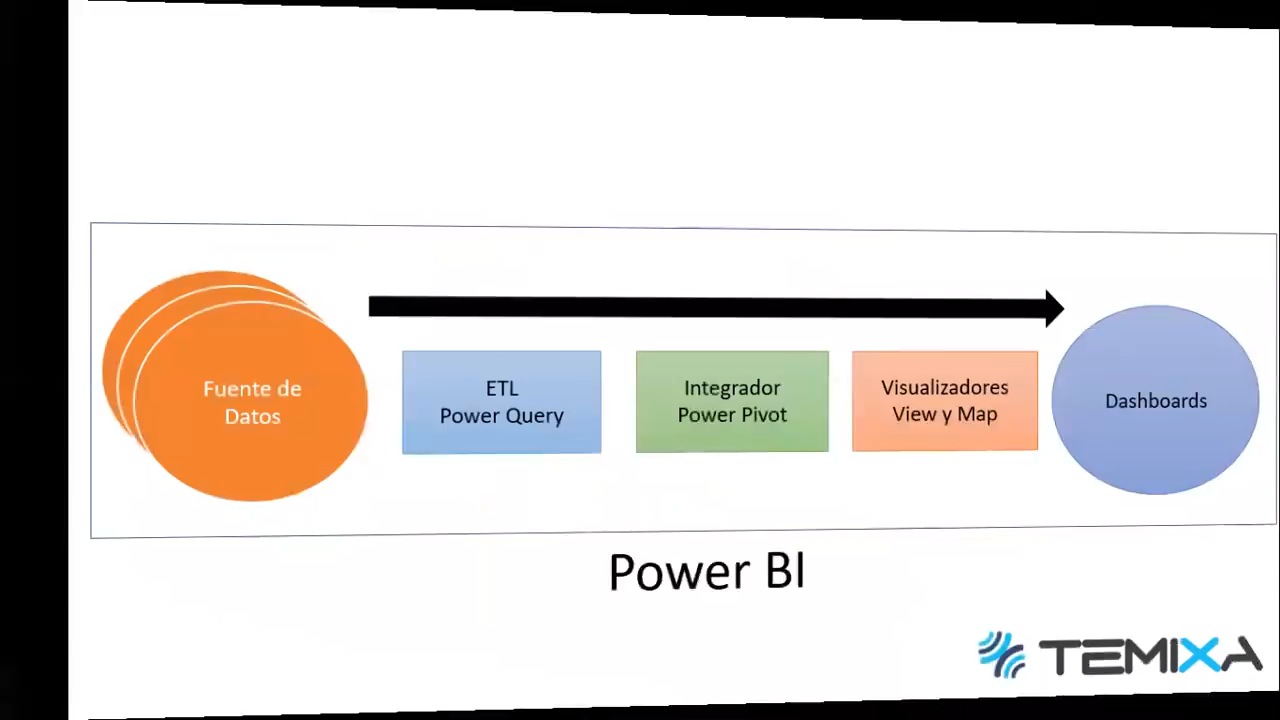 Fuente de
Datos
ETL
Power Query
Integrador
Power Pivot
Visualizadores
View y Map
Dashboards
Power BI
TEMIXA